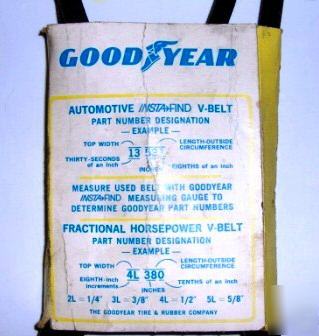 GOOD YEAR
AUTOMOTIVE INSTA-FIND V-BELT
PART NUMBER DESIGNATION
— EXAMPLE —
TOP WIDTH
LENGTH-OUTSIDE
CIRCUMFERENCE
13
THIRTY-SECONDS
of an inch
INCHES
EIGHTHS of an inch
MEASURE USED BELT WITH GOODYEAR
INSTA-FIND MEASURING GAUGE TO
DETERMINE GOODYEAR PART NUMBERS
FRACTIONAL HORSEPOWER V-BELT
PART NUMBER DESIGNATION
— EXAMPLE —
TOP WIDTH
LENGTH-OUTSIDE
CIRCUMFERENCE
4L 380
EIGHTH-inch
increments
INCHES
TENTHS of an inch
2L = 1/4" 3L = 3/8" 4L = 1/2" 5L = 5/8"
THE GOODYEAR TIRE & RUBBER COMPANY